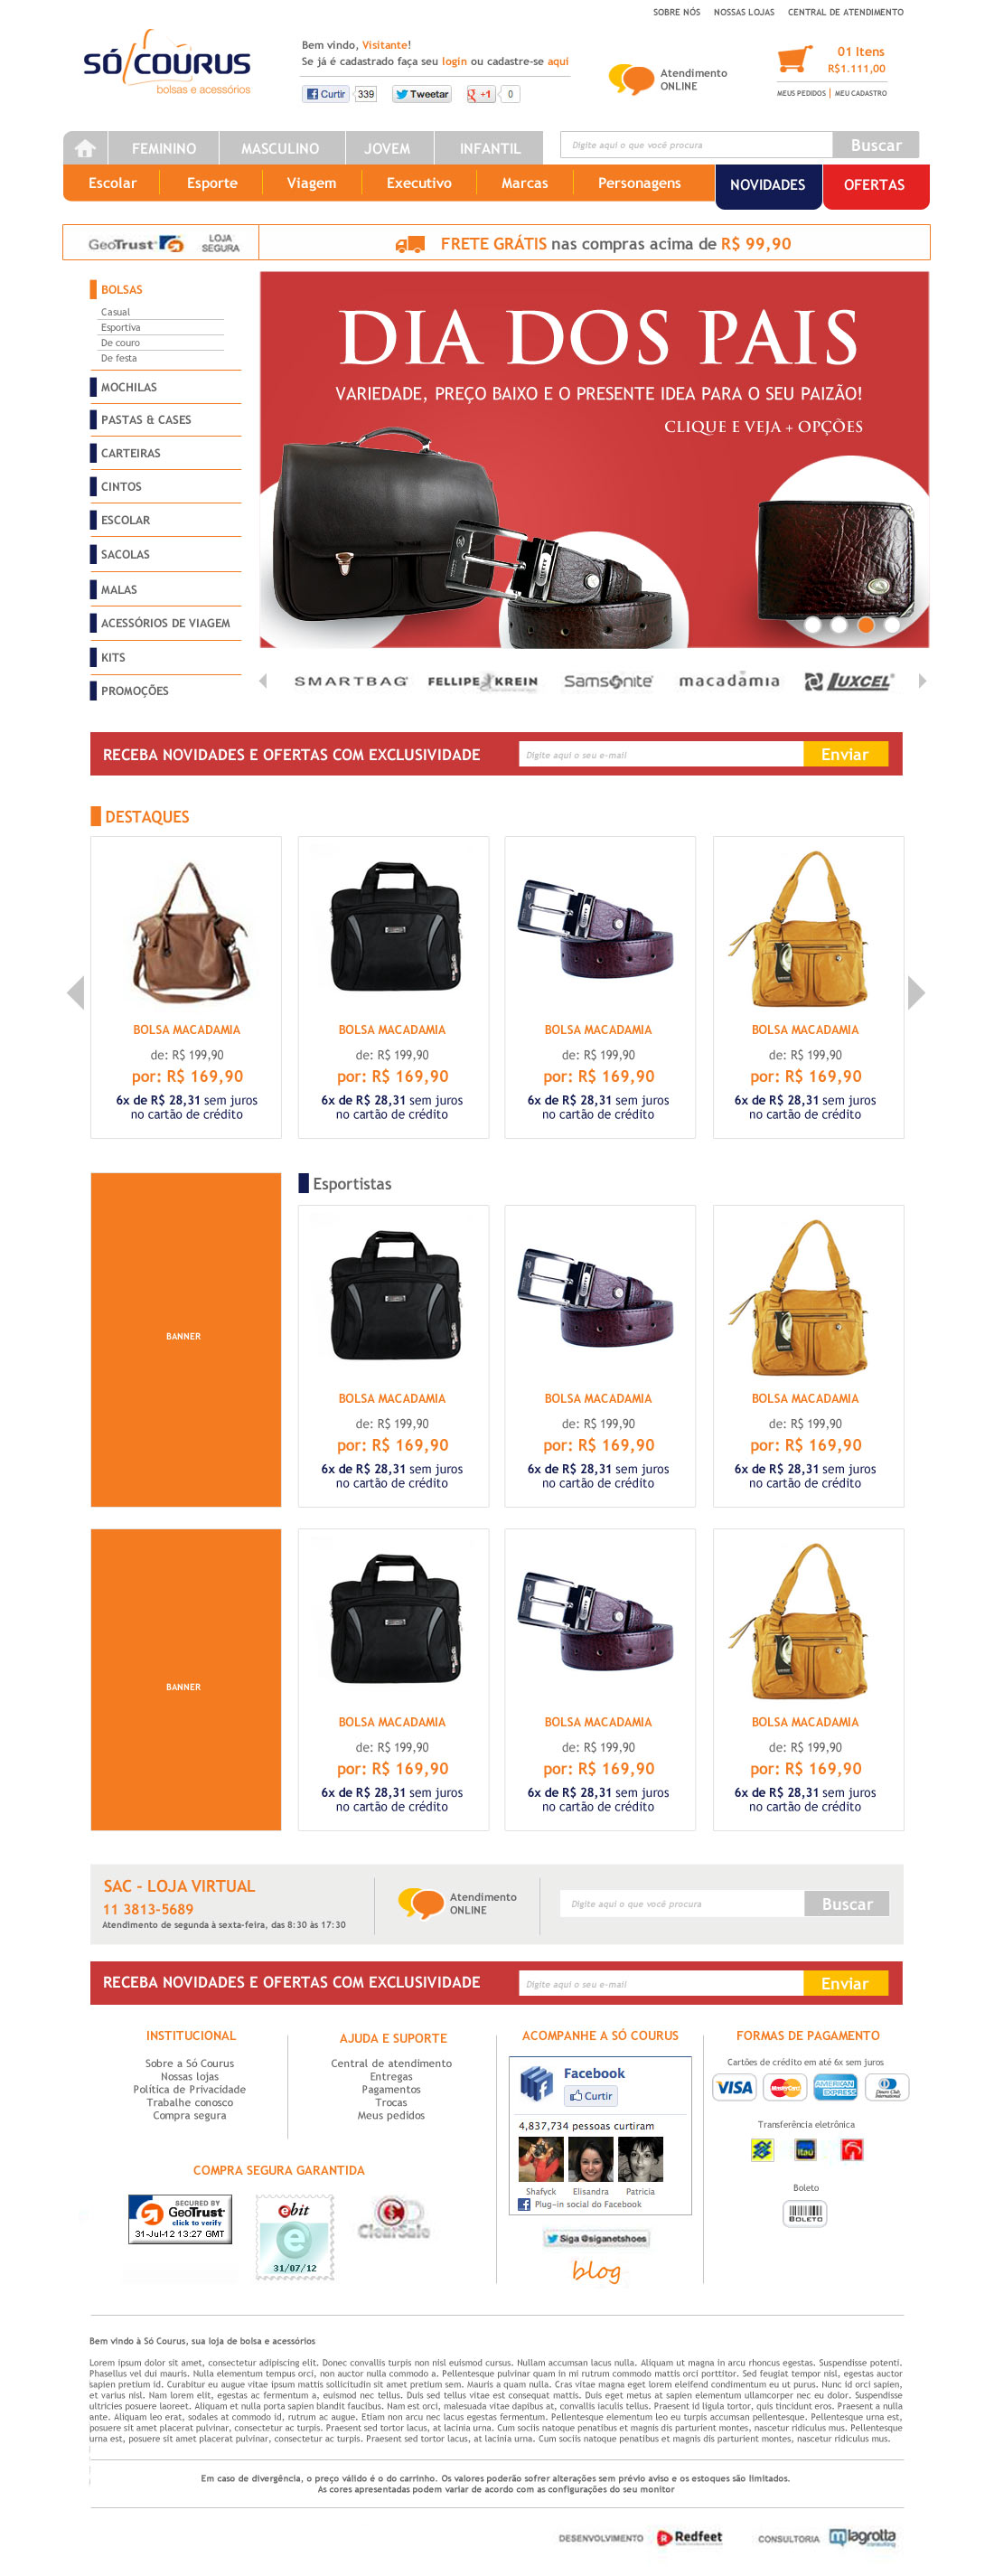 SOBRE NÓS NOSSAS LOJAS CENTRAL DE ATENDIMENTO
SÓ COURUS
bolsas e acessórios
Bem vindo, Visitante!
Se já é cadastrado faça seu login ou cadastre-se aqui
Curtir 339 Tweetar +1 0
Atendimento
ONLINE
01 Itens
R$1.111,00
MEUS PEDIDOS | MEU CADASTRO
FEMININO MASCULINO JOVEM INFANTIL
Digite aqui o que você procura Buscar
Escolar Esporte Viagem Executivo Marcas Personagens NOVIDADES OFERTAS
GeoTrust LOJA
SEGURA
FRETE GRÁTIS nas compras acima de R$ 99,90
BOLSAS
Casual
Esportiva
De couro
De festa
MOCHILAS
PASTAS & CASES
CARTEIRAS
CINTOS
ESCOLAR
SACOLAS
MALAS
ACESSÓRIOS DE VIAGEM
KITS
PROMOÇÕES
DIA DOS PAIS
VARIEDADE, PREÇO BAIXO E O PRESENTE IDEA PARA O SEU PAIZÃO!
CLIQUE E VEJA + OPÇÕES
SMARTBAG FELLIPE KREIN Samsonite macadamia LUXCEL
RECEBA NOVIDADES E OFERTAS COM EXCLUSIVIDADE Digite aqui o seu e-mail Enviar
DESTAQUES
BOLSA MACADAMIA BOLSA MACADAMIA BOLSA MACADAMIA BOLSA MACADAMIA
de: R$ 199,90 de: R$ 199,90 de: R$ 199,90 de: R$ 199,90
por: R$ 169,90 por: R$ 169,90 por: R$ 169,90 por: R$ 169,90
6x de R$ 28,31 sem juros 6x de R$ 28,31 sem juros 6x de R$ 28,31 sem juros 6x de R$ 28,31 sem juros
no cartão de crédito no cartão de crédito no cartão de crédito no cartão de crédito
Esportistas
BANNER
BOLSA MACADAMIA BOLSA MACADAMIA BOLSA MACADAMIA
de: R$ 199,90 de: R$ 199,90 de: R$ 199,90
por: R$ 169,90 por: R$ 169,90 por: R$ 169,90
6x de R$ 28,31 sem juros 6x de R$ 28,31 sem juros 6x de R$ 28,31 sem juros
no cartão de crédito no cartão de crédito no cartão de crédito
BANNER
BOLSA MACADAMIA BOLSA MACADAMIA BOLSA MACADAMIA
de: R$ 199,90 de: R$ 199,90 de: R$ 199,90
por: R$ 169,90 por: R$ 169,90 por: R$ 169,90
6x de R$ 28,31 sem juros 6x de R$ 28,31 sem juros 6x de R$ 28,31 sem juros
no cartão de crédito no cartão de crédito no cartão de crédito
SAC - LOJA VIRTUAL
11 3813-5689
Atendimento de segunda à sexta-feira, das 8:30 às 17:30
Atendimento
ONLINE
Digite aqui o que você procura Buscar
RECEBA NOVIDADES E OFERTAS COM EXCLUSIVIDADE Digite aqui o seu e-mail Enviar
INSTITUCIONAL
Sobre a Só Courus
Nossas lojas
Política de Privacidade
Trabalhe conosco
Compra segura
AJUDA E SUPORTE
Central de atendimento
Entregas
Pagamentos
Trocas
Meus pedidos
COMPRA SEGURA GARANTIDA
SECURED BY
GeoTrust
click to verify
31-Jul-12 13:27 GMT
ebit
e
31/07/12
ClearSale
ACOMPANHE A SÓ COURUS
Facebook
Curtir
4,837,734 pessoas curtiram
Shafyck Elisandra Patricia
Plug-in social do Facebook
Siga @siganetshoes
blog
FORMAS DE PAGAMENTO
Cartões de crédito em até 6x sem juros
VISA MasterCard AMERICAN EXPRESS Diners Club International
Transferência eletrônica
Itaú
Boleto
BOLETO
Bem vindo à Só Courus, sua loja de bolsa e acessórios
Lorem ipsum dolor sit amet, consectetur adipiscing elit. Donec convallis turpis non nisl euismod cursus. Nullam accumsan lacus nulla. Aliquam ut magna in arcu rhoncus egestas. Suspendisse potenti.
Phasellus vel dui mauris. Nulla elementum tempus orci, non auctor nulla commodo a. Pellentesque pulvinar quam in mi rutrum commodo mattis orci porttitor. Sed feugiat tempor nisl, egestas auctor
sapien pretium id. Curabitur eu augue vitae ipsum mattis sollicitudin sit amet pretium sem. Mauris a quam nulla. Cras vitae magna eget lorem eleifend condimentum eu ut purus. Nunc id orci sapien,
et varius nisl. Nam lorem elit, egestas ac fermentum a, euismod nec tellus. Duis sed tellus vitae est consequat mattis. Duis eget metus at sapien elementum ullamcorper nec eu dolor. Suspendisse
ultricies posuere laoreet. Aliquam et nulla porta sapien blandit faucibus. Nam est orci, malesuada vitae dapibus at, convallis iaculis tellus. Praesent id ligula tortor, quis tincidunt eros. Praesent a nulla
ante. Aliquam leo erat, sodales at commodo id, rutrum ac augue. Etiam non arcu nec lacus egestas fermentum. Pellentesque elementum leo eu turpis accumsan pellentesque. Pellentesque urna est,
posuere sit amet placerat pulvinar, consectetur ac turpis. Praesent sed tortor lacus, at lacinia urna. Cum sociis natoque penatibus et magnis dis parturient montes, nascetur ridiculus mus. Pellentesque
urna est, posuere sit amet placerat pulvinar, consectetur ac turpis. Praesent sed tortor lacus, at lacinia urna. Cum sociis natoque penatibus et magnis dis parturient montes, nascetur ridiculus mus.
Em caso de divergência, o preço válido é o do carrinho. Os valores poderão sofrer alterações sem prévio aviso e os estoques são limitados.
As cores apresentadas podem variar de acordo com as configurações do seu monitor
DESENVOLVIMENTO Redfeet CONSULTORIA Mlagrotta consulting